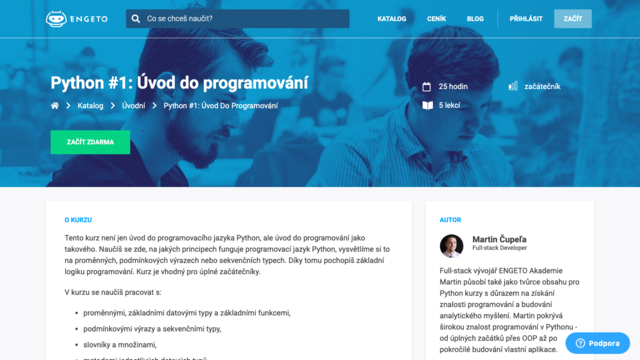 ENGETO
Co se chceš naučit?
KATALOG
CENÍK
BLOG
PŘIHLÁSIT
ZAČÍT
Python #1: Úvod do programování
Katalog
Úvodní
Python #1: Úvod Do Programování
25 hodin
začátečník
5 lekcí
ZAČÍT ZDARMA
O KURZU
Tento kurz není jen úvod do programovacího jazyka Python, ale úvod do programování jako
takového. Naučíš se zde, na jakých principech funguje programovací jazyk Python, vysvětlíme si to
na proměnných, podmínkových výrazech nebo sekvenčních typech. Díky tomu pochopíš základní
logiku programování. Kurz je vhodný pro úplné začátečníky.
V kurzu se naučíš pracovat s:
proměnnými, základními datovými typy a základními funkcemi,
podmínkovými výrazy a sekvenčními typy,
slovníky a množinami,
metodami jednotlivých datových typů
AUTOR
Martin Čupeľa
Full-stack Developer
Full-stack vývojář ENGETO Akademie
Martin působí také jako tvůrce obsahu pro
Python kurzy s důrazem na získání
znalosti programování a budování
analytického myšlení. Martin pokrývá
širokou znalost programování v Pythonu -
od úplných začátků přes OOP až po
pokročilé budování vlastní aplikace.
Podpora